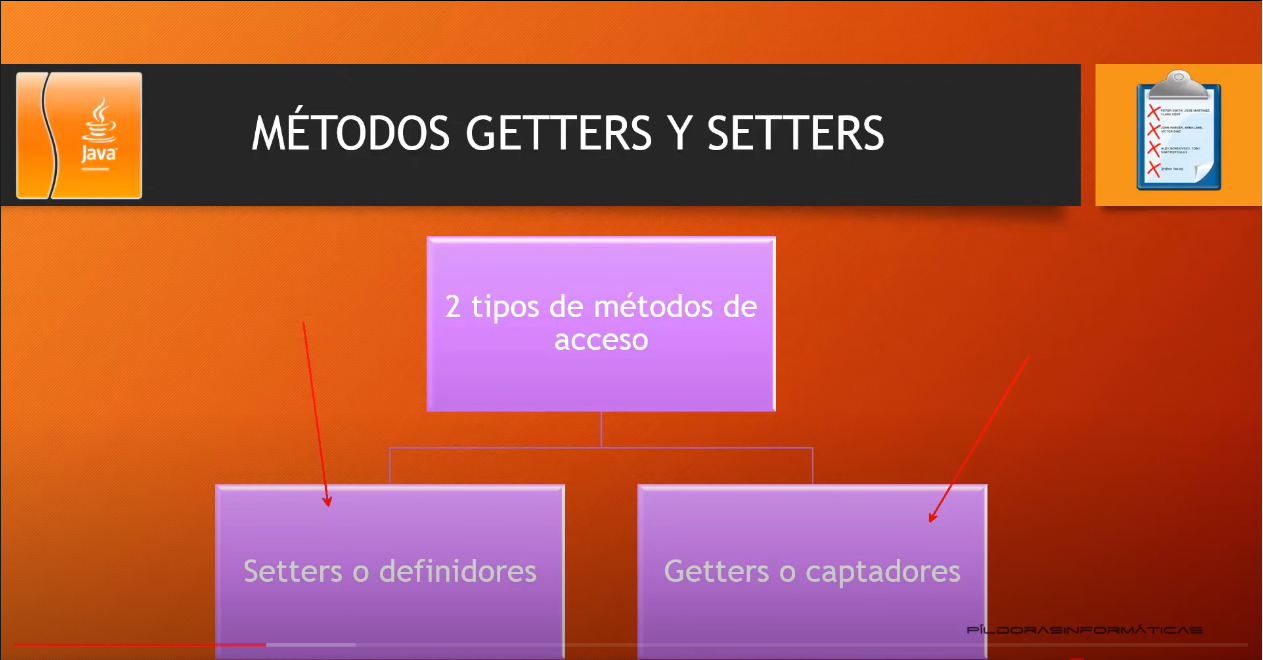 Java
MÉTODOS GETTERS Y SETTERS
2 tipos de métodos de
acceso
Setters o definidores
Getters o captadores
PÍLDORASINFORMÁTICAS